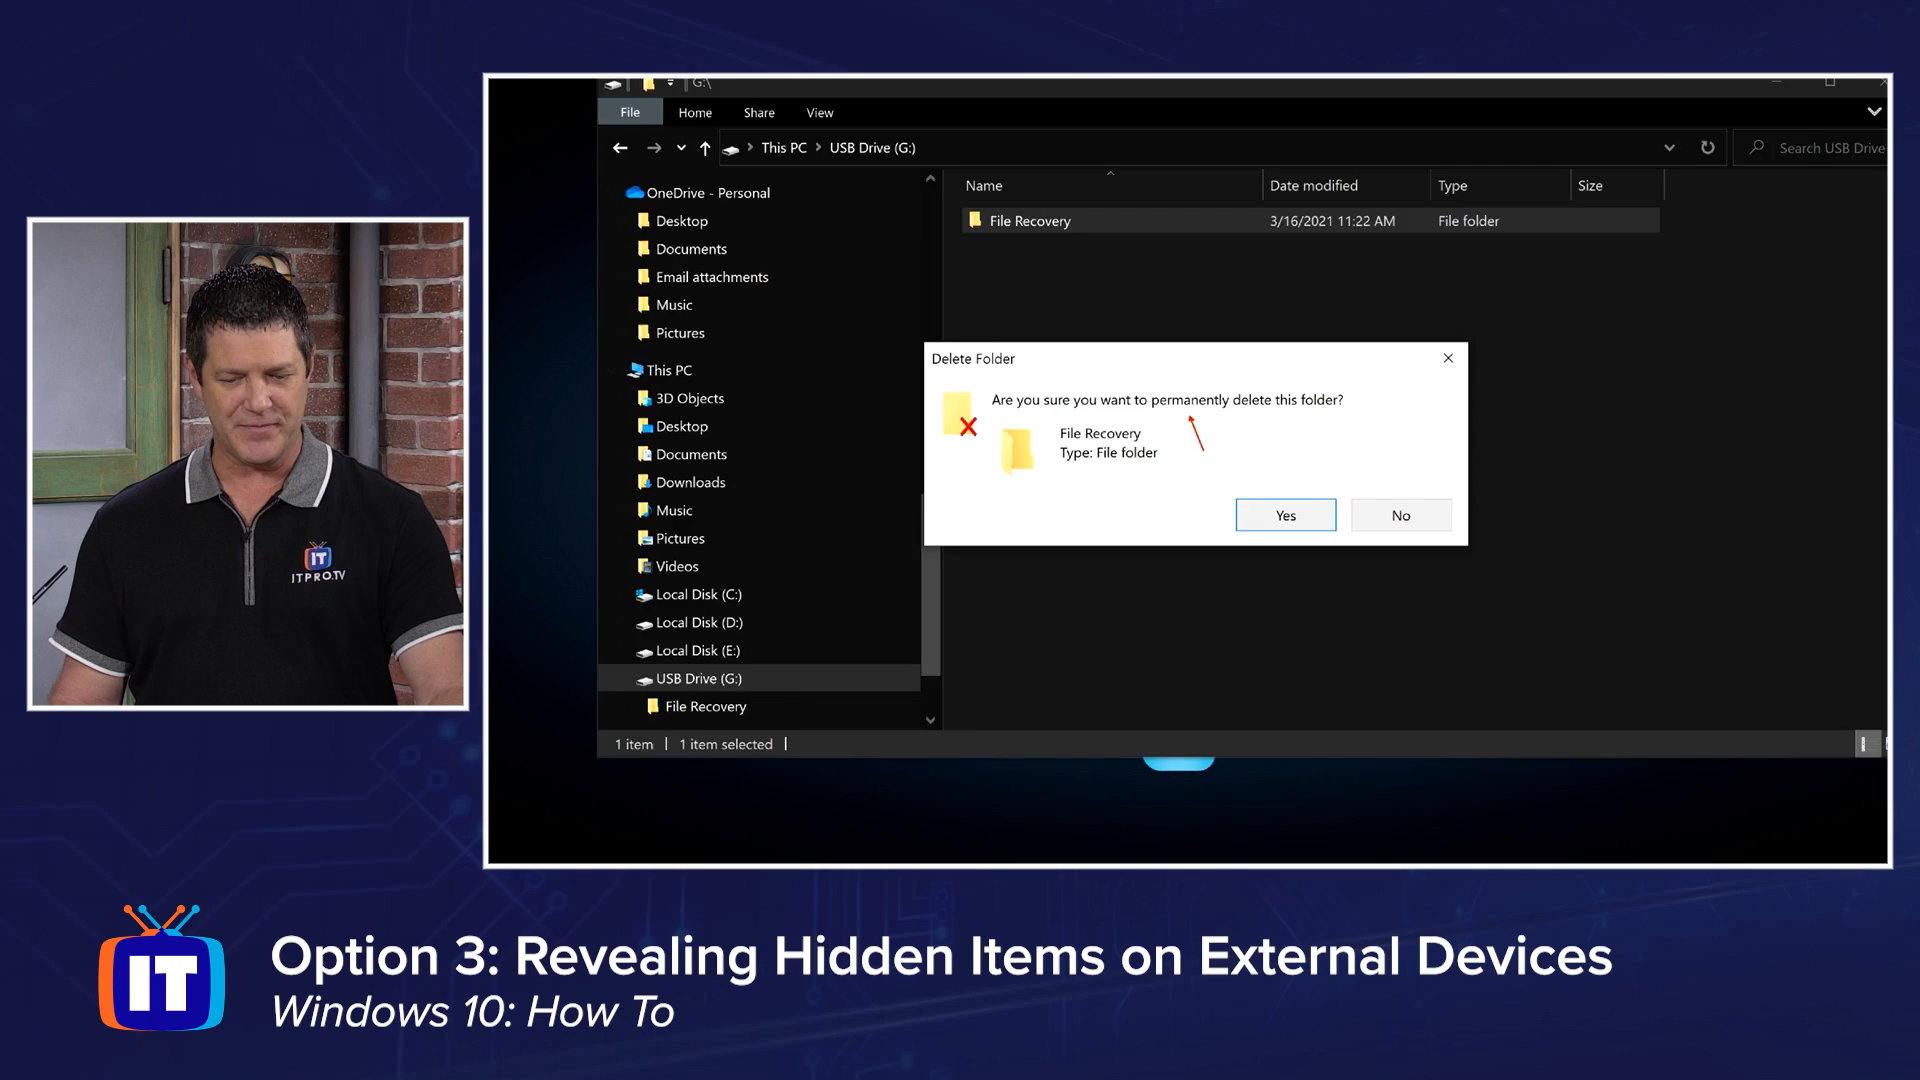 G:\
File Home Share View
This PC USB Drive (G:)
Search USB Drive
OneDrive - Personal
Desktop
Documents
Email attachments
Music
Pictures
This PC
3D Objects
Desktop
Documents
Downloads
Music
Pictures
Videos
Local Disk (C:)
Local Disk (D:)
Local Disk (E:)
USB Drive (G:)
File Recovery
Name Date modified Type Size
File Recovery 3/16/2021 11:22 AM File folder
Delete Folder
Are you sure you want to permanently delete this folder?
File Recovery
Type: File folder
Yes No
1 item 1 item selected
IT
ITPRO.TV
IT
Option 3: Revealing Hidden Items on External Devices
Windows 10: How To